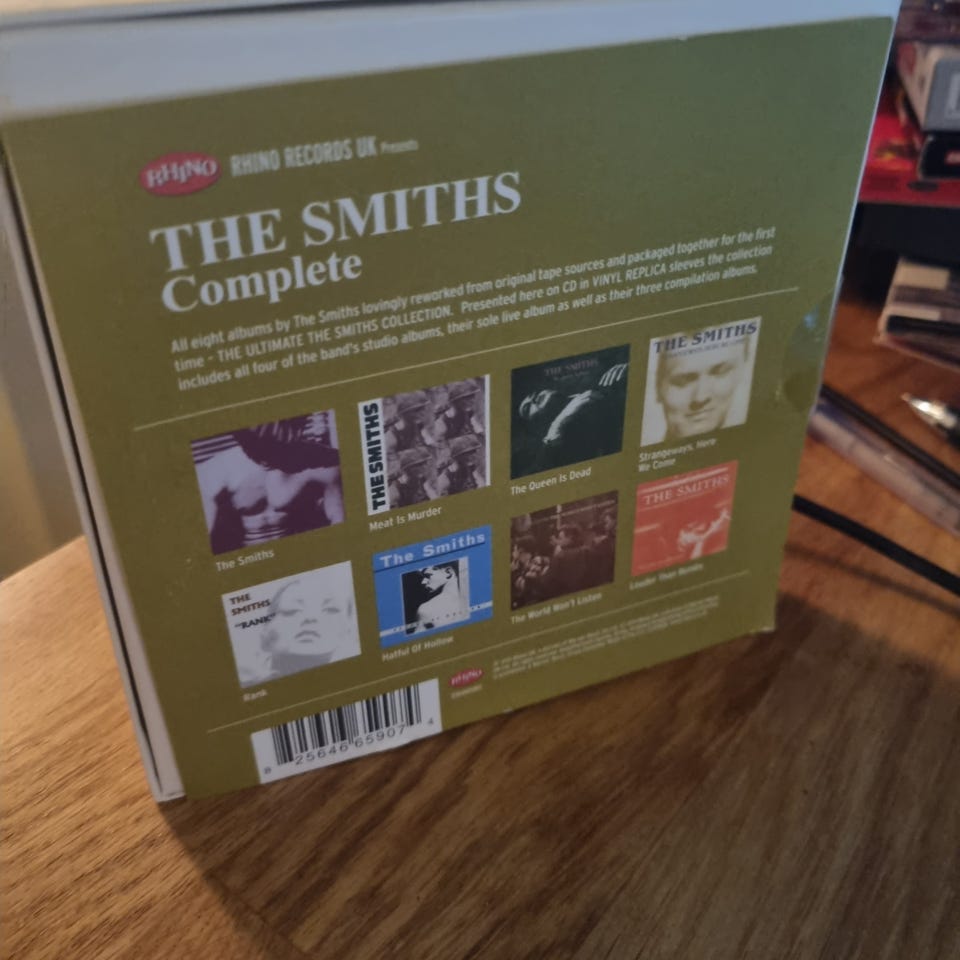 RHINO RECORDS UK Presents
THE SMITHS
Complete
All eight albums by The Smiths lovingly reworked from original tape sources and packaged together for the first
time - THE ULTIMATE THE SMITHS COLLECTION. Presented here on CD in VINYL REPLICA sleeves the collection
includes all four of the band's studio albums, their sole live album as well as their three compilation albums.
THE SMITHS
THE SMITHS
THE SMITHS
The Smiths
Meat Is Murder
The Queen Is Dead
Strangeways, Here
We Come
THE
SMITHS
"RANK"
The Smiths
THE SMITHS
Rank
Hatful Of Hollow
The World Won't Listen
Louder Than Bombs
RHINO
8 25646 65907 4